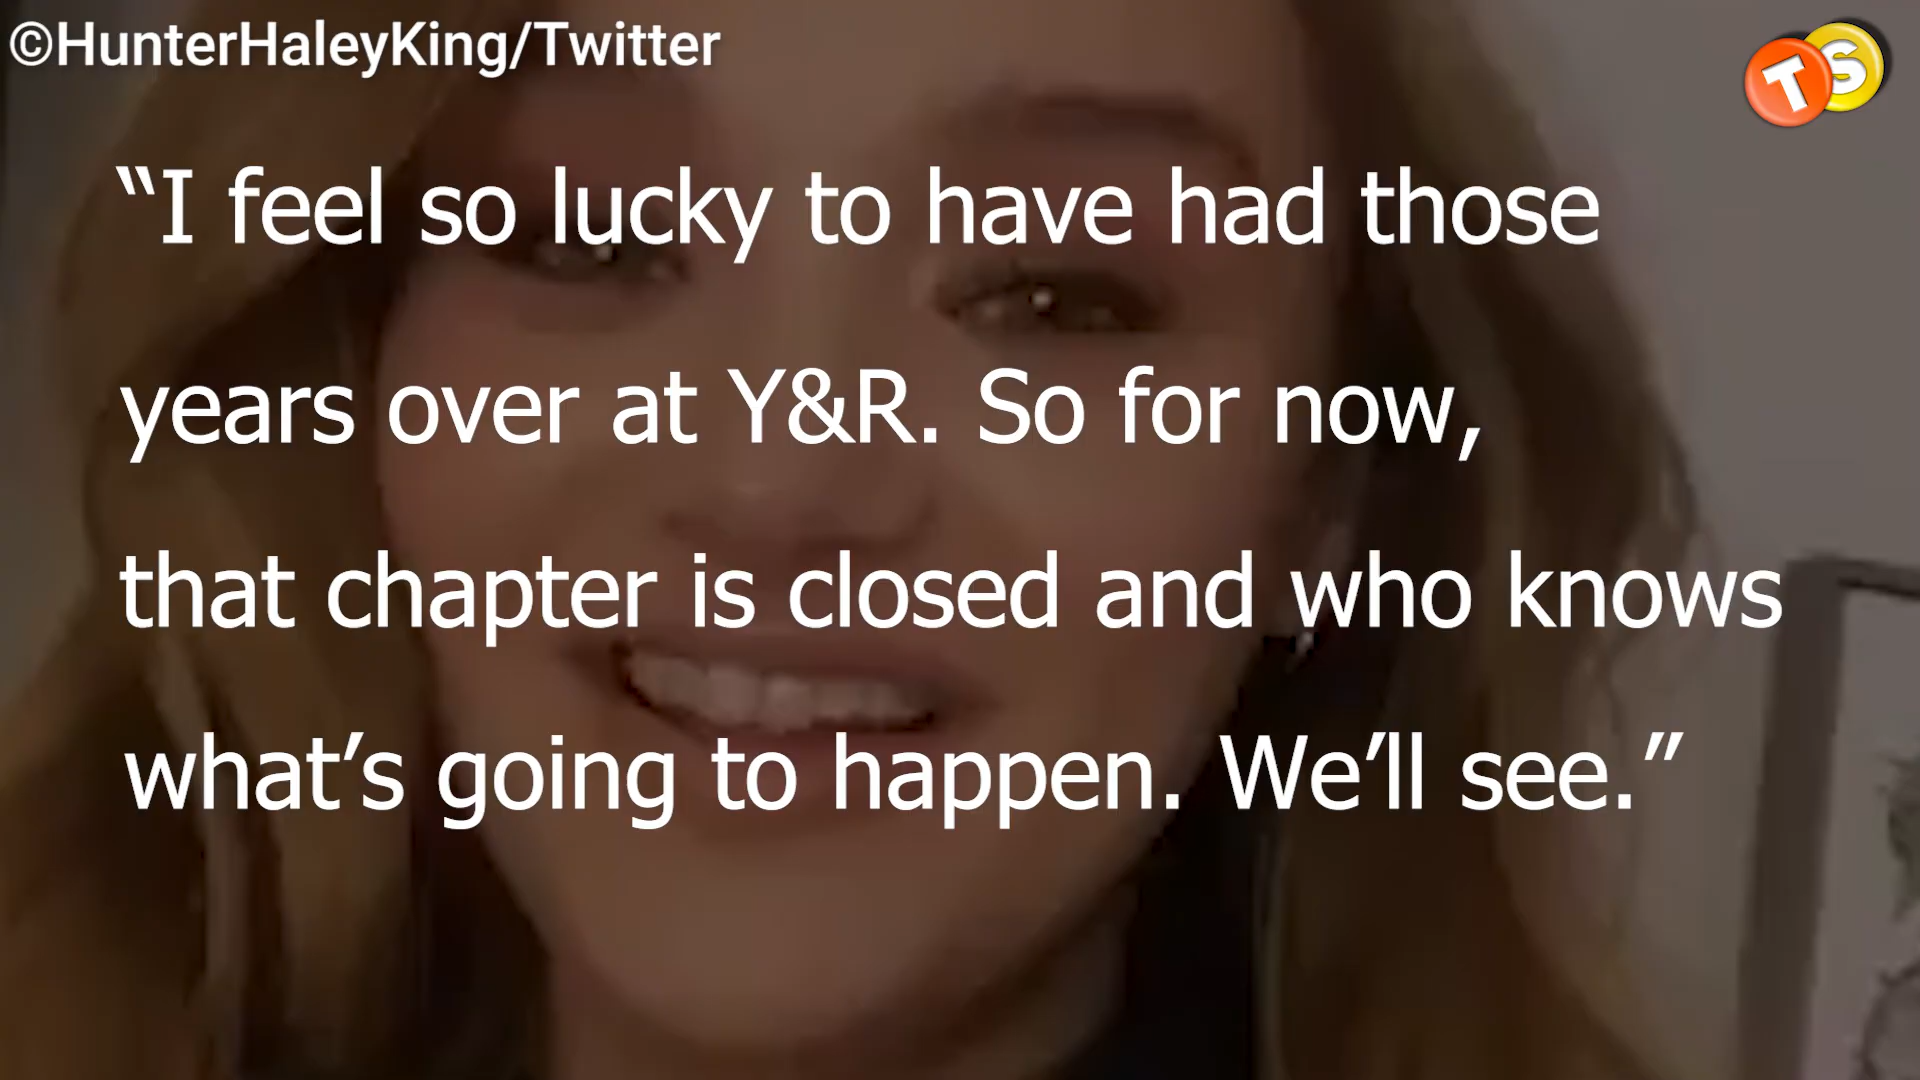 ©HunterHaleyKing/Twitter
TS
“I feel so lucky to have had those
years over at Y&R. So for now,
that chapter is closed and who knows
what’s going to happen. We’ll see.”